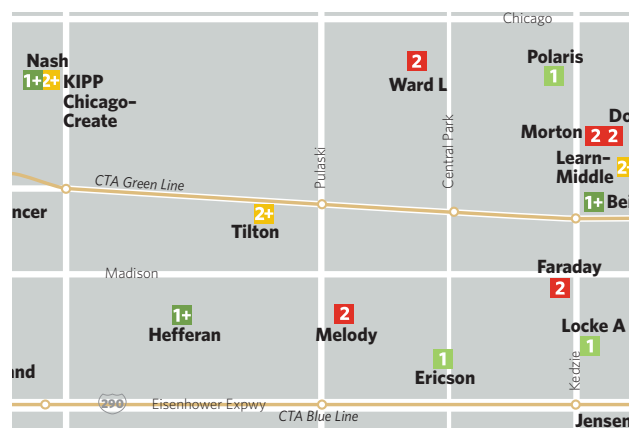 Chicago
Nash
1+ 2+ KIPP
Chicago–
Create
2
Ward L
Polaris
1
Morton 2 2
Learn–
Middle 2+
1+
Pulaski
Central Park
CTA Green Line
2+
Tilton
Madison
Faraday
2
1+
Hefferan
2
Melody
Locke A
1
1
Ericson
Kedzie
290 Eisenhower Expwy
CTA Blue Line
Jensen